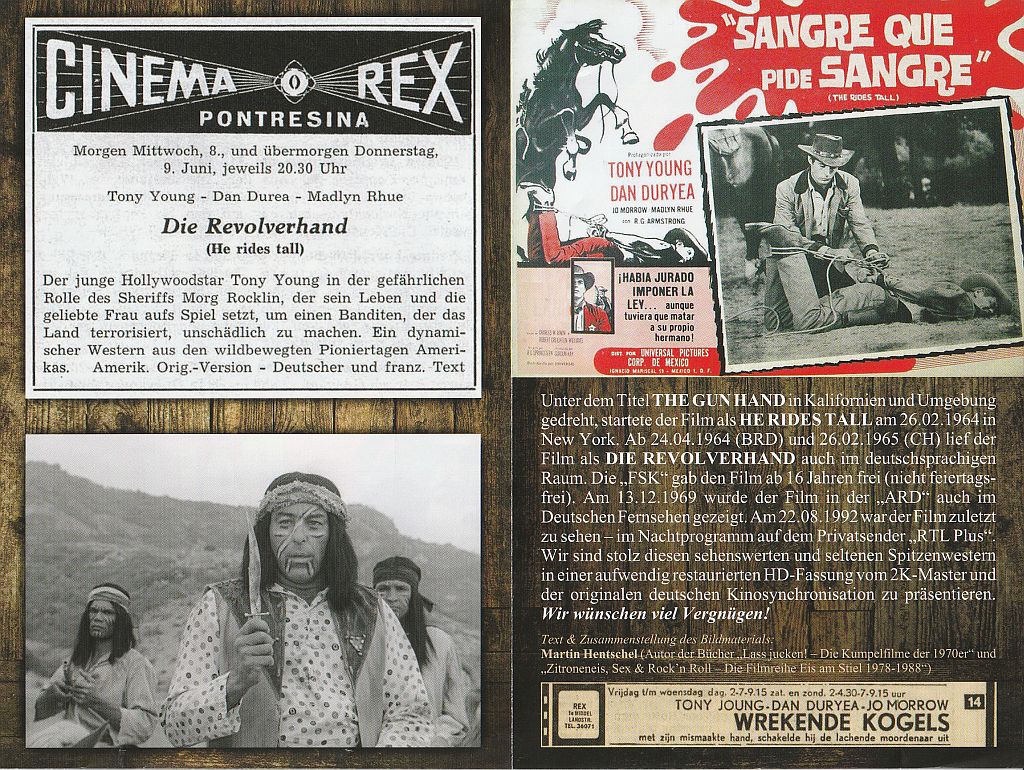 CINEMA REX
PONTRESINA
Morgen Mittwoch, 8., und übermorgen Donnerstag,
9. Juni, jeweils 20.30 Uhr
Tony Young - Dan Durea - Madlyn Rhue
Die Revolverhand
(He rides tall)
Der junge Hollywoodstar Tony Young in der gefährlichen
Rolle des Sheriffs Morg Rocklin, der sein Leben und die
geliebte Frau aufs Spiel setzt, um einen Banditen, der das
Land terrorisiert, unschädlich zu machen. Ein dynami-
scher Western aus den wildbewegten Pioniertagen Ameri-
kas. Amerik. Orig.-Version - Deutscher und franz. Text
"SANGRE QUE
PIDE SANGRE"
(THE RIDES TALL)
Protagonizada por
TONY YOUNG
DAN DURYEA
JO MORROW MADLYN RHUE
con R.G. ARMSTRONG
¡HABIA JURADO
IMPONER LA
LEY... aunque
tuviera que matar
a su propio
hermano!
DIST. POR UNIVERSAL PICTURES
CORP. DE MEXICO
IGNACIO MARISCAL
MEXICO 1, D. F.
Unter dem Titel THE GUN HAND in Kalifornien und Umgebung
gedreht, startete der Film als HE RIDES TALL am 26.02.1964 in
New York. Ab 24.04.1964 (BRD) und 26.02.1965 (CH) lief der
Film als DIE REVOLVERHAND auch im deutschsprachigen
Raum. Die „FSK“ gab den Film ab 16 Jahren frei (nicht feiertags-
frei). Am 13.12.1969 wurde der Film in der „ARD“ auch im
Deutschen Fernsehen gezeigt. Am 22.08.1992 war der Film zuletzt
zu sehen – im Nachtprogramm auf dem Privatsender „RTL Plus“.
Wir sind stolz diesen sehenswerten und seltenen Spitzenwestern
in einer aufwendig restaurierten HD-Fassung vom 2K-Master und
der originalen deutschen Kinosynchronisation zu präsentieren.
Wir wünschen viel Vergnügen!
Text & Zusammenstellung des Bildmaterials:
Martin Hentschel (Autor der Bücher „Lass jucken! – Die Kumpelfilme der 1970er“ und
„Zitroneneis, Sex & Rock’n Roll – Die Filmreihe Eis am Stiel 1978-1988“)
REX
1e MIDDEL
LANDSTR.
TEL. 36071
Vrijdag t/m woensdag dag. 2-7-9.15 zat. en zond. 2-4.30-7-9.15 uur
TONY JOUNG-DAN DURYEA-JO MORROW
WREKENDE KOGELS
met zijn mismaakte hand, schakelde hij de lachende moordenaar uit
14